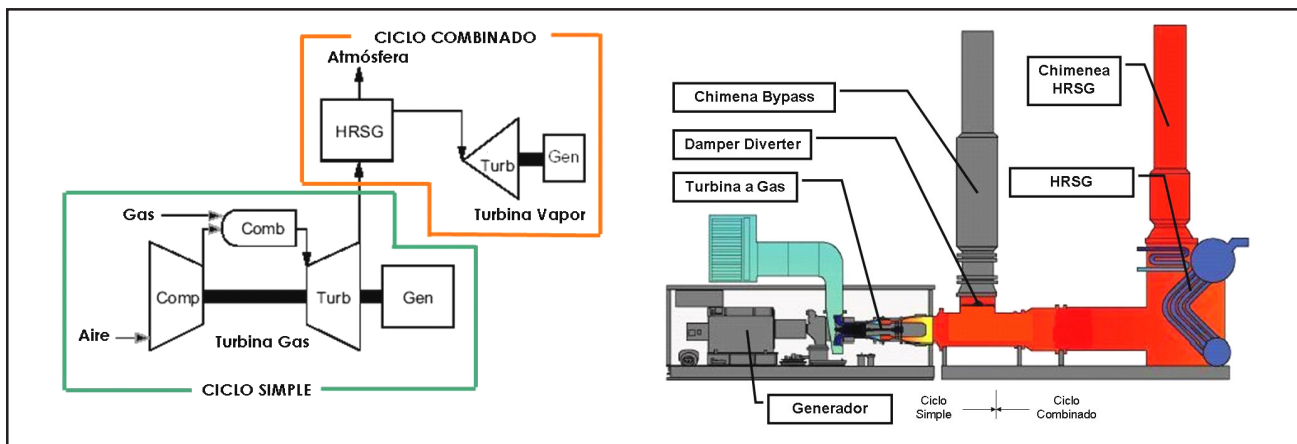 CICLO COMBINADO
Atmósfera
HRSG
Turb
Gen
Turbina Vapor
Gas
Comb
Comp
Turb
Gen
Aire
Turbina Gas
CICLO SIMPLE
Chimena Bypass
Damper Diverter
Turbina a Gas
Chimenea
HRSG
HRSG
Generador
Ciclo
Simple
Ciclo
Combinado